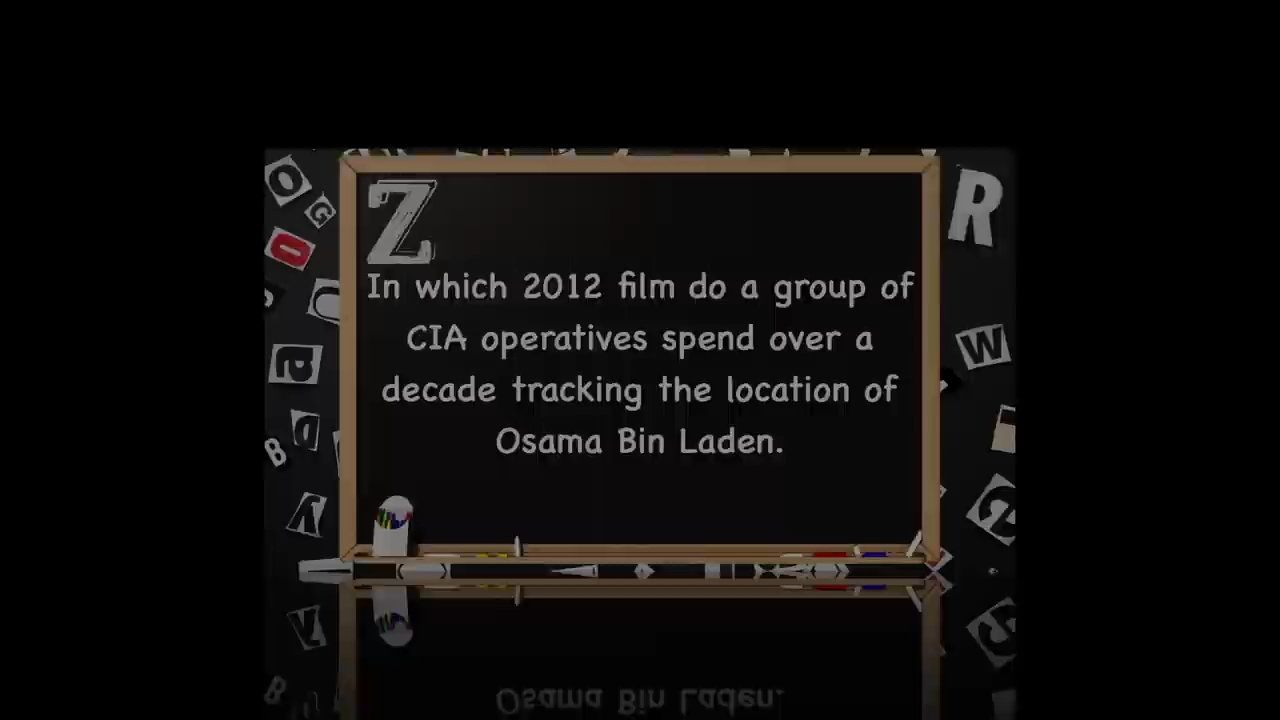 Z
In which 2012 film do a group of
CIA operatives spend over a
decade tracking the location of
Osama Bin Laden.
O
G
O
a
B
d
y
R
W